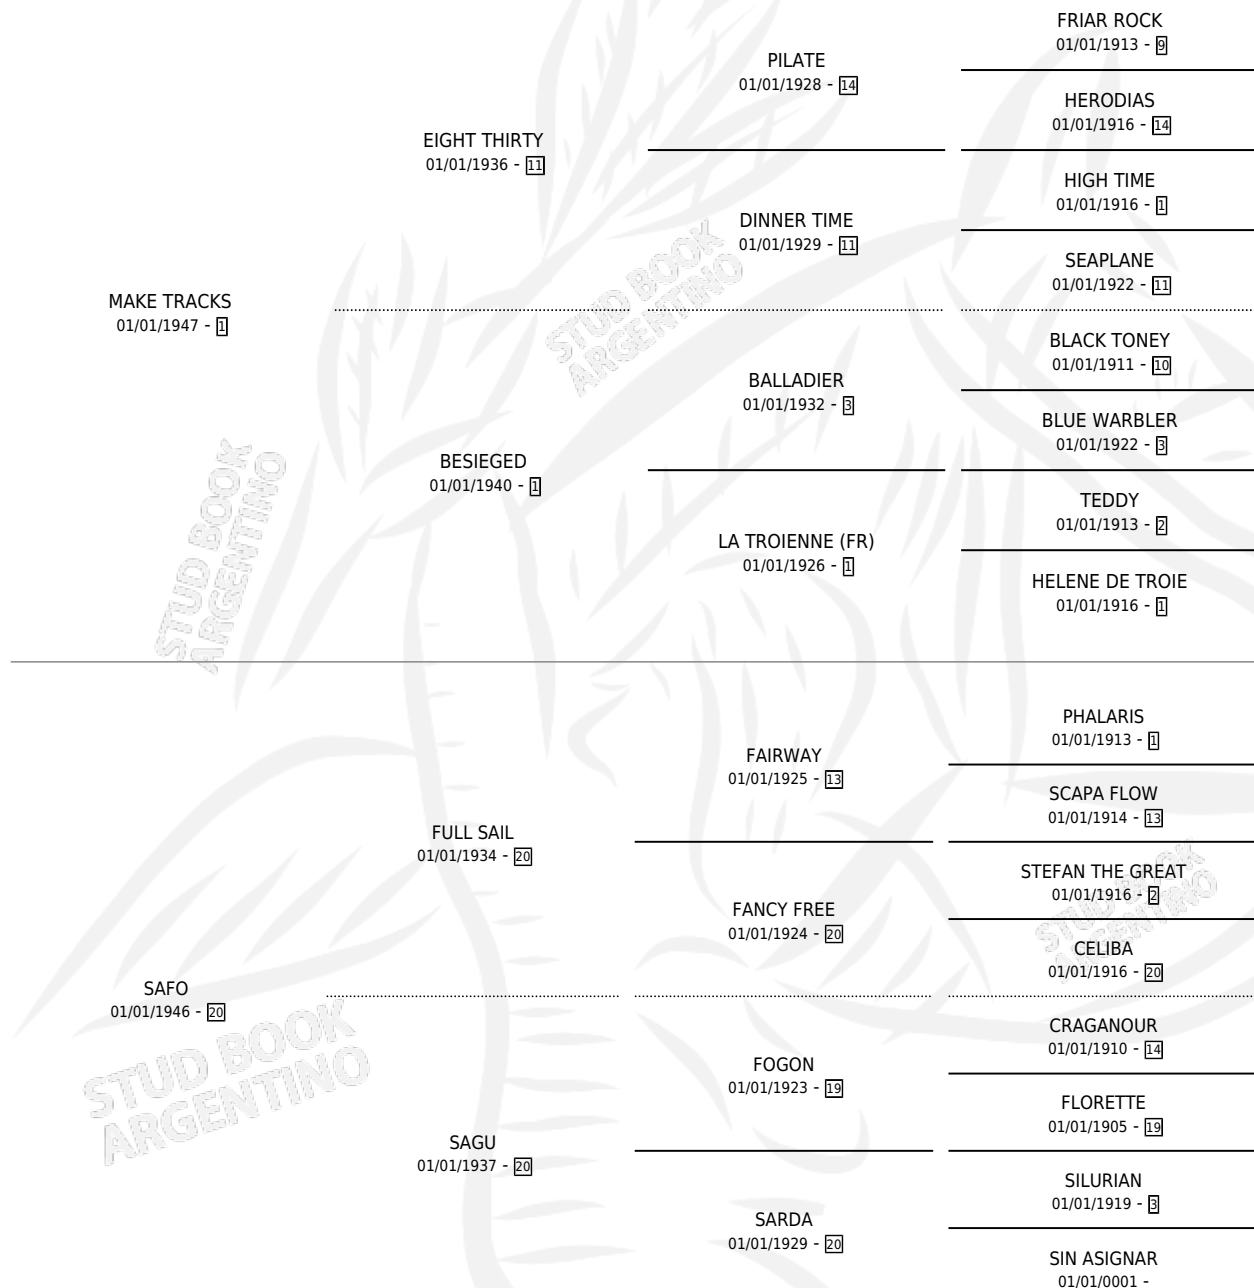 FRIAR ROCK
01/01/1913 - 9
PILATE
01/01/1928 - 14
HERODIAS
01/01/1916 - 14
EIGHT THIRTY
01/01/1936 - 11
HIGH TIME
01/01/1916 - 1
DINNER TIME
01/01/1929 - 11
SEAPLANE
01/01/1922 - 11
MAKE TRACKS
01/01/1947 - 1
BLACK TONEY
01/01/1911 - 10
BALLADIER
01/01/1932 - 3
BLUE WARBLER
01/01/1922 - 3
BESIEGED
01/01/1940 - 1
TEDDY
01/01/1913 - 2
LA TROIENNE (FR)
01/01/1926 - 1
HELENE DE TROIE
01/01/1916 - 1
STUD BOOK
ARGENTINO
STUD BOOK
ARGENTINO
PHALARIS
01/01/1913 - 1
FAIRWAY
01/01/1925 - 13
SCAPA FLOW
01/01/1914 - 13
FULL SAIL
01/01/1934 - 20
STEFAN THE GREAT
01/01/1916 - 2
FANCY FREE
01/01/1924 - 20
CELIBA
01/01/1916 - 20
SAFO
01/01/1946 - 20
CRAGANOUR
01/01/1910 - 14
FOGON
01/01/1923 - 19
FLORETTE
01/01/1905 - 19
SAGU
01/01/1937 - 20
SILURIAN
01/01/1919 - 3
SARDA
01/01/1929 - 20
SIN ASIGNAR
01/01/0001 -
STUD BOOK
ARGENTINO
STUD BOOK
ARGENTINO